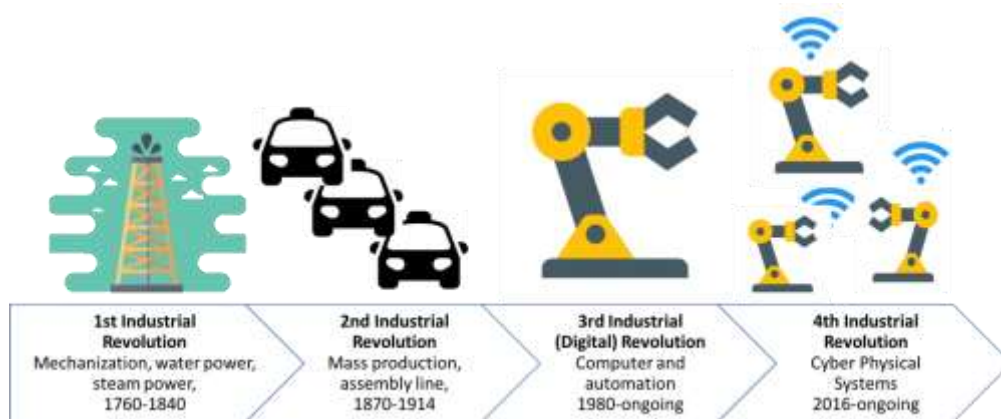 1st Industrial
Revolution
Mechanization, water power,
steam power,
1760-1840
2nd Industrial
Revolution
Mass production,
assembly line,
1870-1914
3rd Industrial
(Digital) Revolution
Computer and
automation
1980-ongoing
4th Industrial
Revolution
Cyber Physical
Systems
2016-ongoing